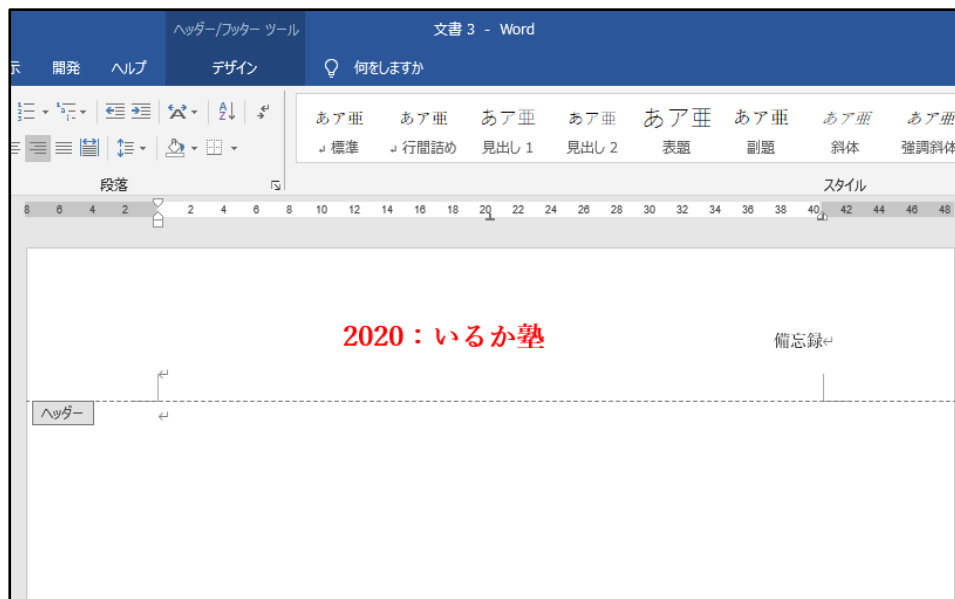 ヘッダー/フッター ツール
文書 3 - Word
示 開発 ヘルプ デザイン 何をしますか
あア亜 あア亜 あア亜 あア亜 あア亜 あア亜 あア亜 あア亜
↲ 標準 ↲ 行間詰め 見出し 1 見出し 2 表題 副題 斜体 強調斜体
段落 スタイル
8 6 4 2 2 4 6 8 10 12 14 16 18 20 22 24 26 28 30 32 34 36 38 40 42 44 46 48
2020：いるか塾 備忘録↵
ヘッダー